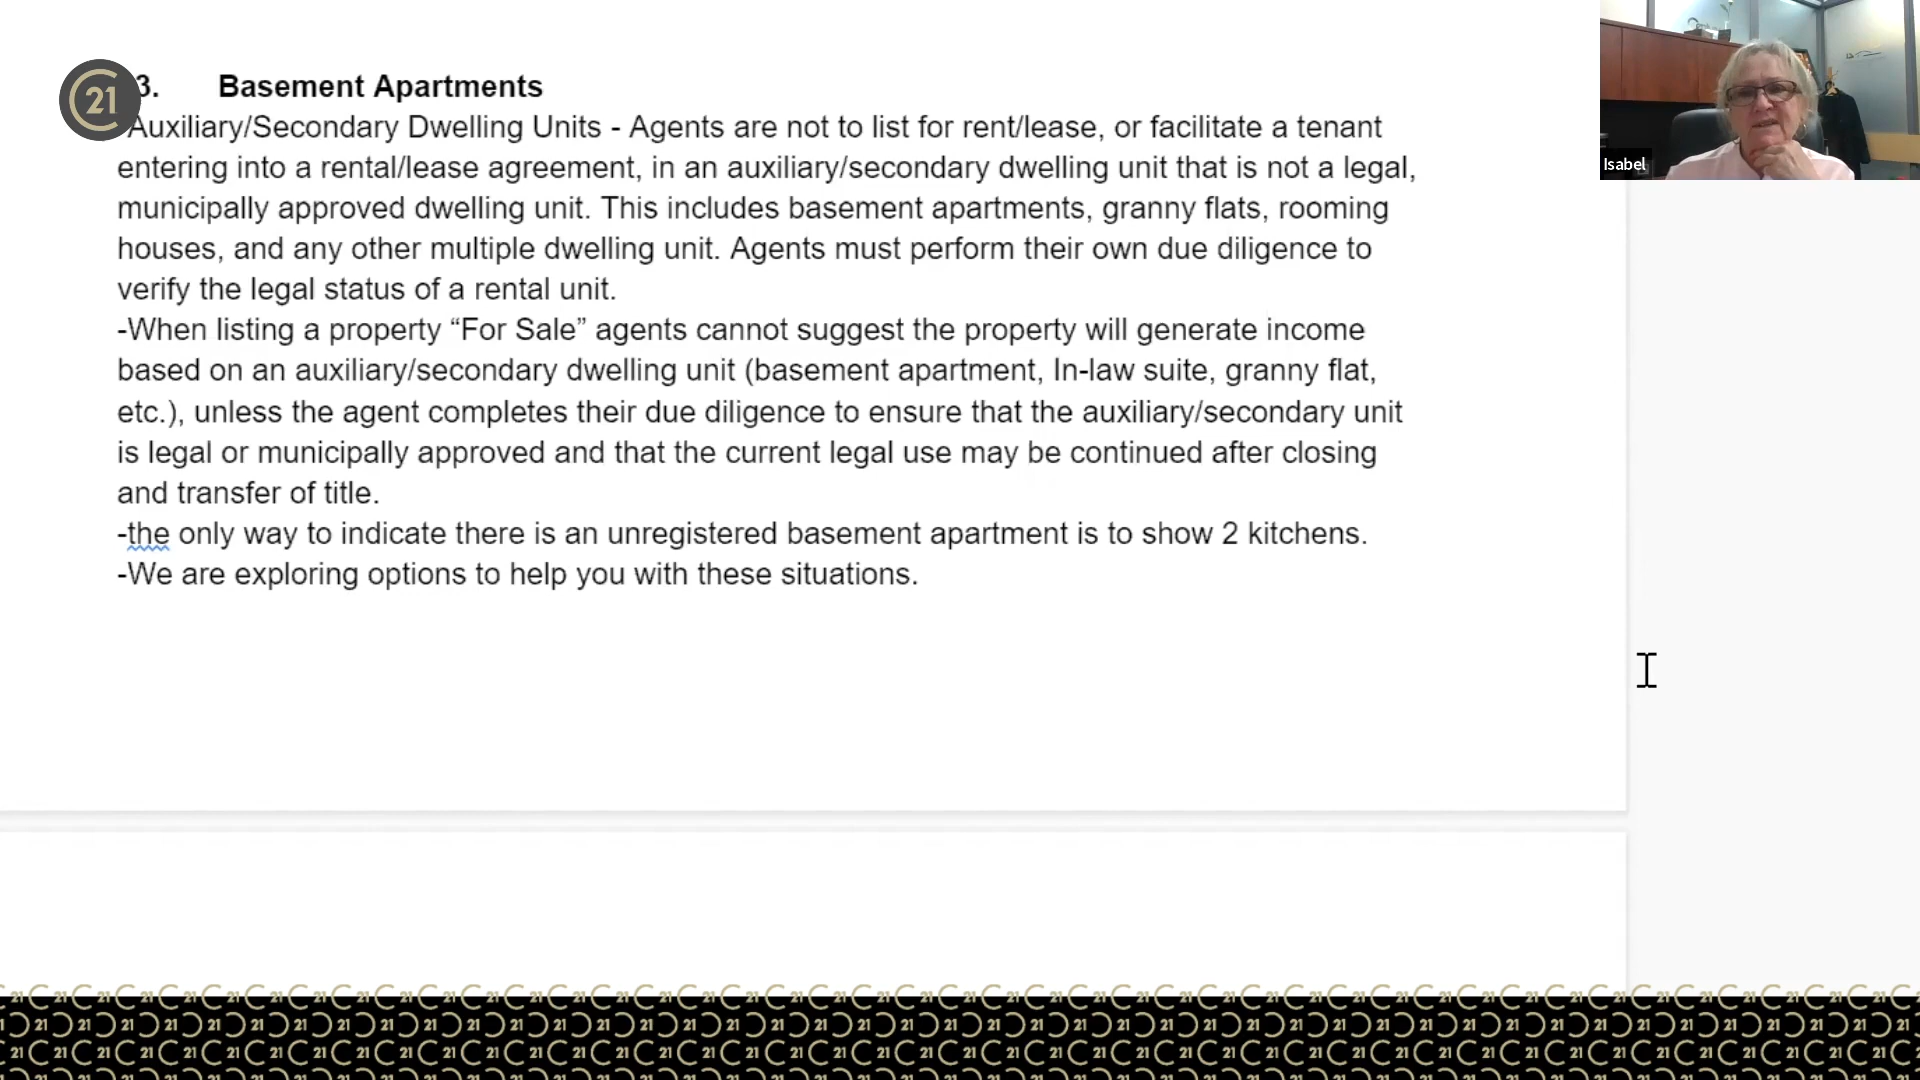 3. Basement Apartments
Auxiliary/Secondary Dwelling Units - Agents are not to list for rent/lease, or facilitate a tenant
entering into a rental/lease agreement, in an auxiliary/secondary dwelling unit that is not a legal,
municipally approved dwelling unit. This includes basement apartments, granny flats, rooming
houses, and any other multiple dwelling unit. Agents must perform their own due diligence to
verify the legal status of a rental unit.
-When listing a property “For Sale” agents cannot suggest the property will generate income
based on an auxiliary/secondary dwelling unit (basement apartment, In-law suite, granny flat,
etc.), unless the agent completes their due diligence to ensure that the auxiliary/secondary unit
is legal or municipally approved and that the current legal use may be continued after closing
and transfer of title.
-the only way to indicate there is an unregistered basement apartment is to show 2 kitchens.
-We are exploring options to help you with these situations.
C21
Isabel